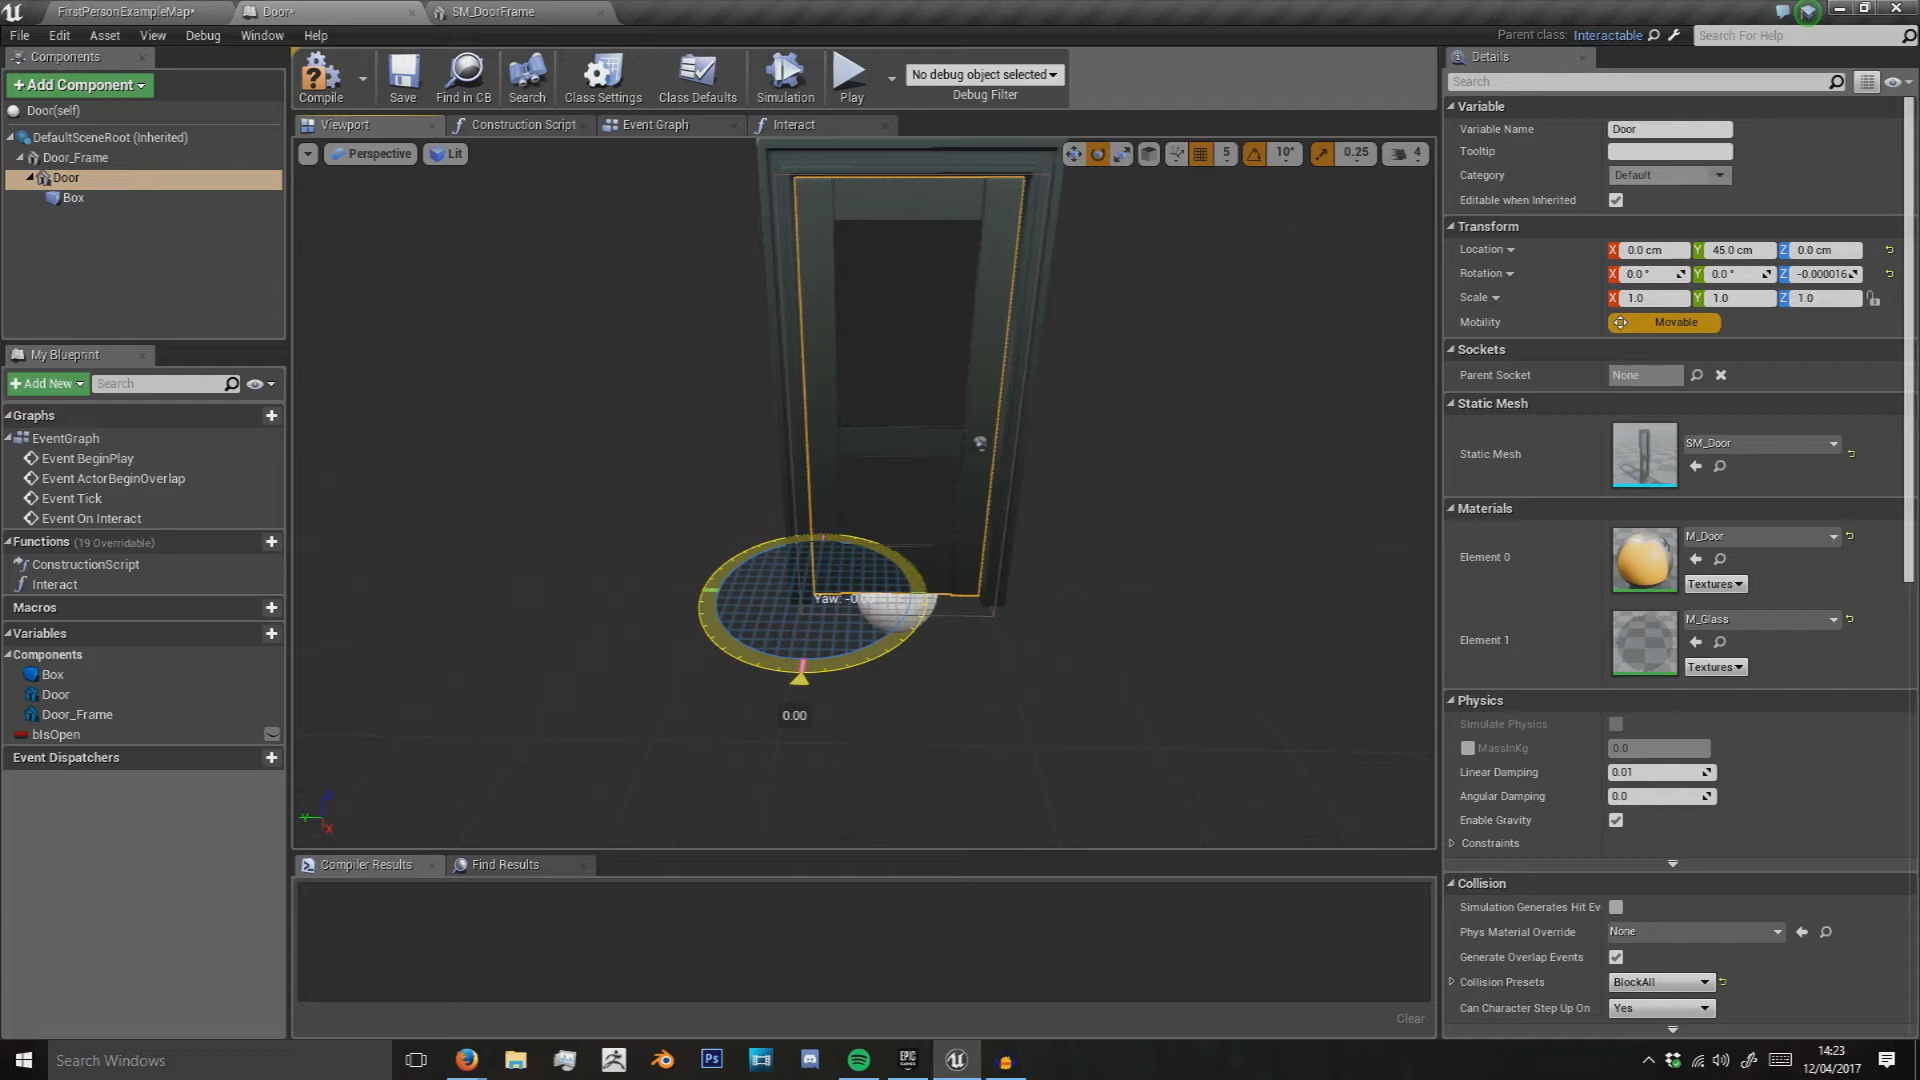 FirstPersonExampleMap*
Door*
SM_DoorFrame
File Edit Asset View Debug Window Help
Parent class: Interactable
Search For Help
Components
+Add Component
Door(self)
DefaultSceneRoot (Inherited)
Door_Frame
Door
Box
My Blueprint
+Add New
Search
Graphs
EventGraph
Event BeginPlay
Event ActorBeginOverlap
Event Tick
Event On Interact
Functions (19 Overridable)
ConstructionScript
Interact
Macros
Variables
Components
Box
Door
Door_Frame
bIsOpen
Event Dispatchers
Compile
Save
Find in CB
Search
Class Settings
Class Defaults
Simulation
Play
No debug object selected
Debug Filter
Viewport
Construction Script
Event Graph
Interact
Perspective
Lit
5
10°
0.25
4
Yaw: -0.00
0.00
Compiler Results
Find Results
Clear
Details
Search
Variable
Variable Name Door
Tooltip
Category Default
Editable when Inherited
Transform
Location X 0.0 cm Y 45.0 cm Z 0.0 cm
Rotation X 0.0 ° Y 0.0 ° Z -0.000016
Scale X 1.0 Y 1.0 Z 1.0
Mobility Movable
Sockets
Parent Socket None
Static Mesh
Static Mesh SM_Door
Materials
Element 0 M_Door
Textures
Element 1 M_Glass
Textures
Physics
Simulate Physics
MassInKg 0.0
Linear Damping 0.01
Angular Damping 0.0
Enable Gravity
Constraints
Collision
Simulation Generates Hit Ev
Phys Material Override None
Generate Overlap Events
Collision Presets BlockAll
Can Character Step Up On Yes
Search Windows
Ps
EPIC GAMES
14:23
12/04/2017